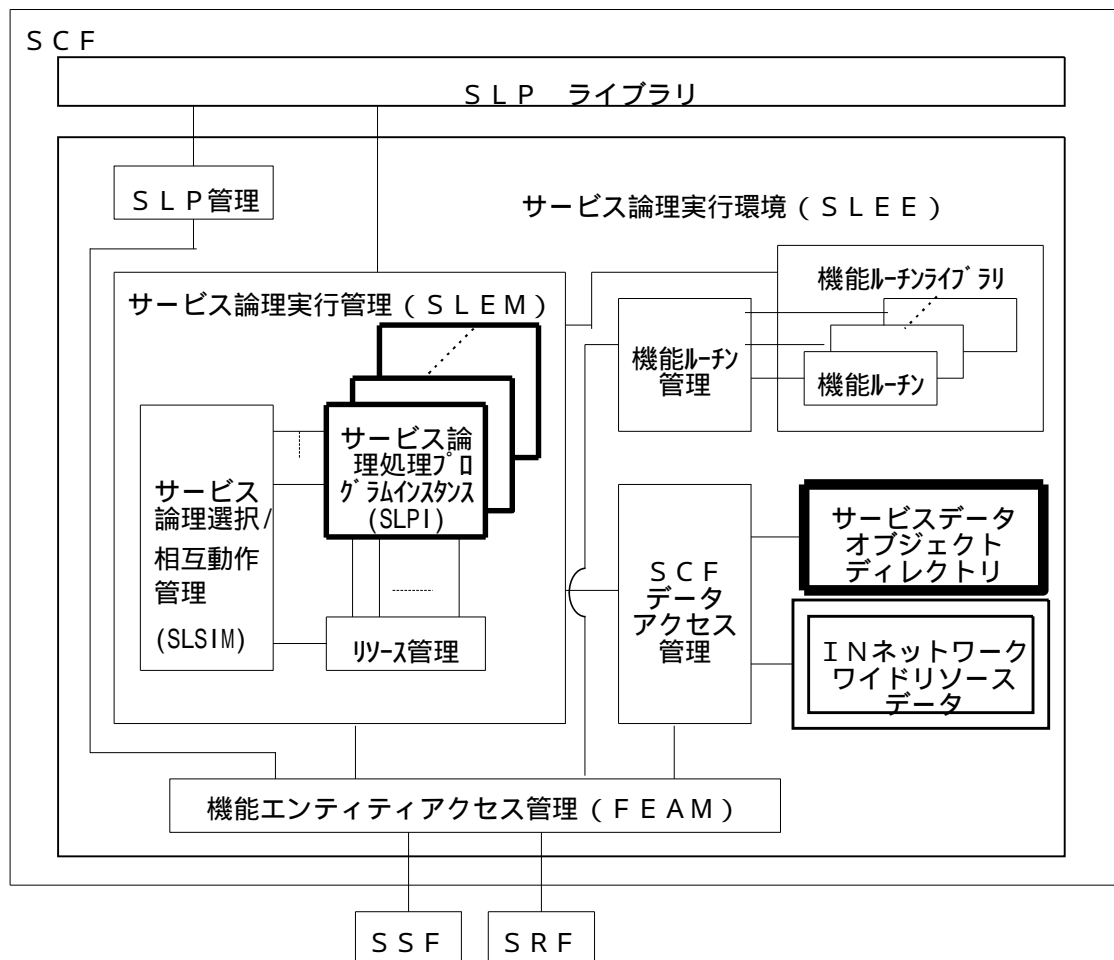 ＳＣＦ
ＳＬＰ　ライブラリ
ＳＬＰ管理
サービス論理実行環境（ＳＬＥＥ）
サービス論理実行管理（ＳＬＥＭ）
機能ﾙｰﾁﾝﾗｲﾌﾞﾗﾘ
機能ﾙｰﾁﾝ
管理
機能ﾙｰﾁﾝ
サービス論
理処理ﾌﾟﾛ
ｸﾞﾗﾑｲﾝｽﾀﾝｽ
(SLPI)
サービス
論理選択/
相互動作
管理
(SLSIM)
ﾘｿｰｽ管理
ＳＣＦ
データ
アクセス
管理
サービスデータ
オブジェクト
ディレクトリ
ＩＮネットワーク
ワイドリソース
データ
機能エンティティアクセス管理（ＦＥＡＭ）
ＳＳＦ
ＳＲＦ